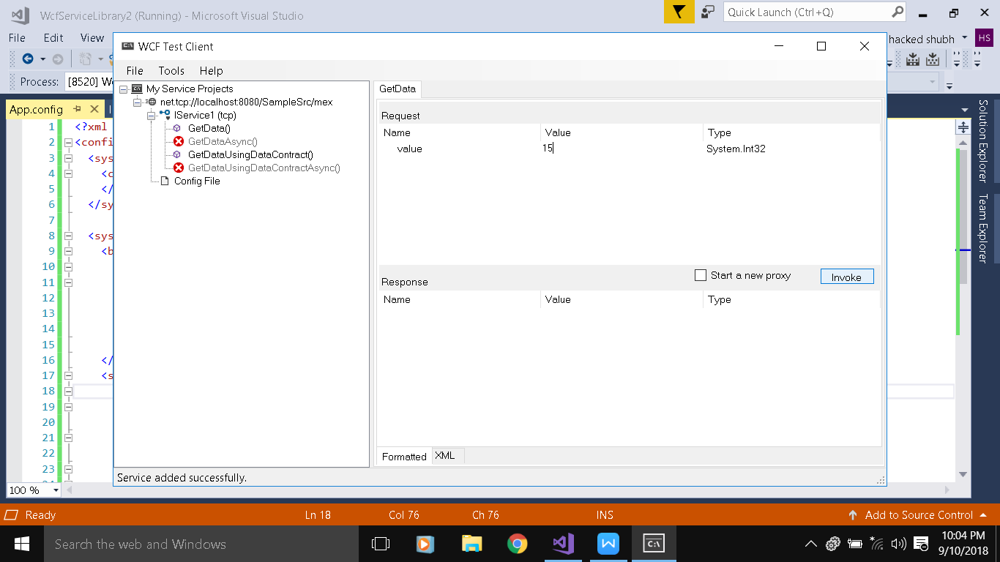 WcfServiceLibrary2 (Running) - Microsoft Visual Studio
Quick Launch (Ctrl+Q)
File Edit View
hacked shubh
HS
Process: [8520] Wc
WCF Test Client
File Tools Help
App.config
My Service Projects
net.tcp://localhost:8080/SampleSrc/mex
IService1 (tcp)
GetData()
GetDataAsync()
GetDataUsingDataContract()
GetDataUsingDataContractAsync()
Config File
GetData
Request
Name Value Type
value 15 System.Int32
Start a new proxy
Invoke
Response
Name Value Type
Formatted XML
Service added successfully.
1 <?xml
2 <confi
3 <sys
4 <c
5 </
6 </sy
7
8 <sys
9 <b
10
11
12
13
14
15
16 </
17 <s
18
19
20
21
22
23
Solution Explorer
Team Explorer
100 %
Ready Ln 18 Col 76 Ch 76 INS Add to Source Control
Search the web and Windows
10:04 PM
9/10/2018